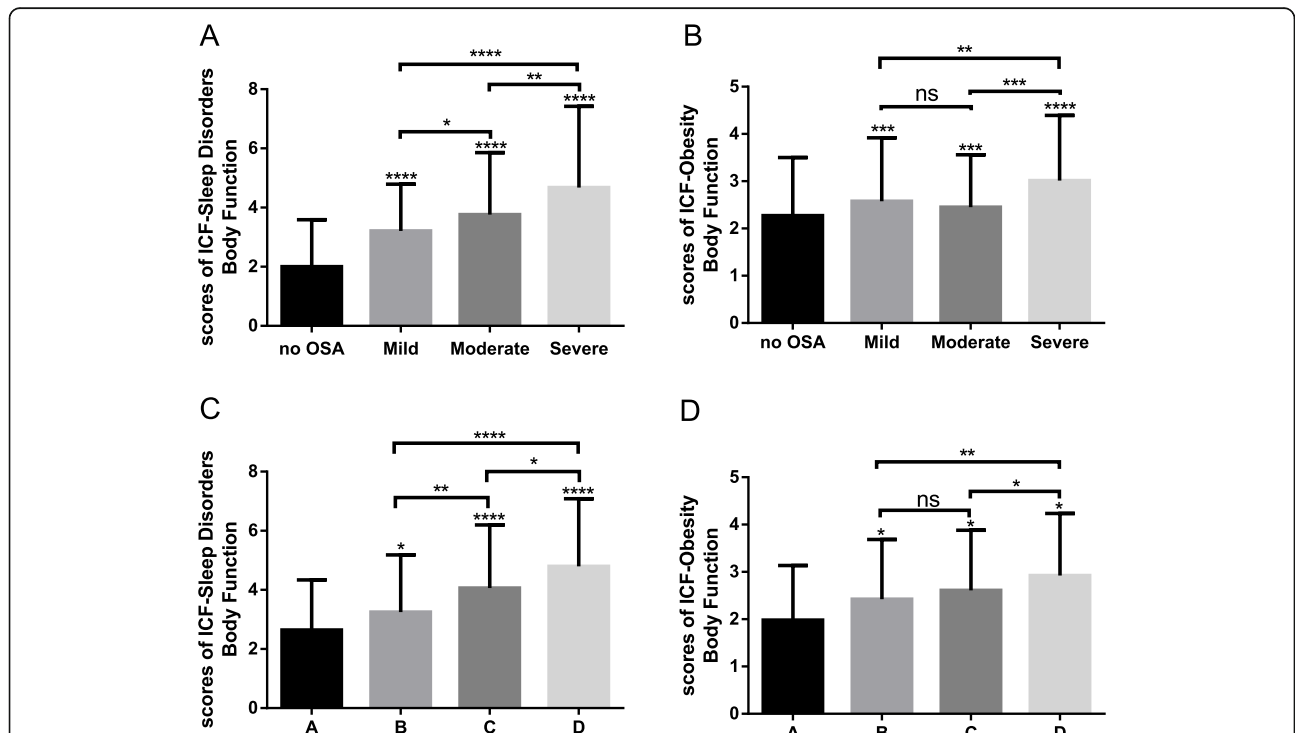 A
scores of ICF-Sleep Disorders
Body Function
8
6
4
2
0
****
**
*
****
****
****
no OSA Mild Moderate Severe
B
scores of ICF-Obesity
Body Function
5
4
3
2
1
0
**
***
ns
***
***
****
no OSA Mild Moderate Severe
C
scores of ICF-Sleep Disorders
Body Function
8
6
4
2
0
****
*
**
*
****
****
A B C D
D
scores of ICF-Obesity
Body Function
5
4
3
2
1
0
**
*
ns
*
*
*
A B C D